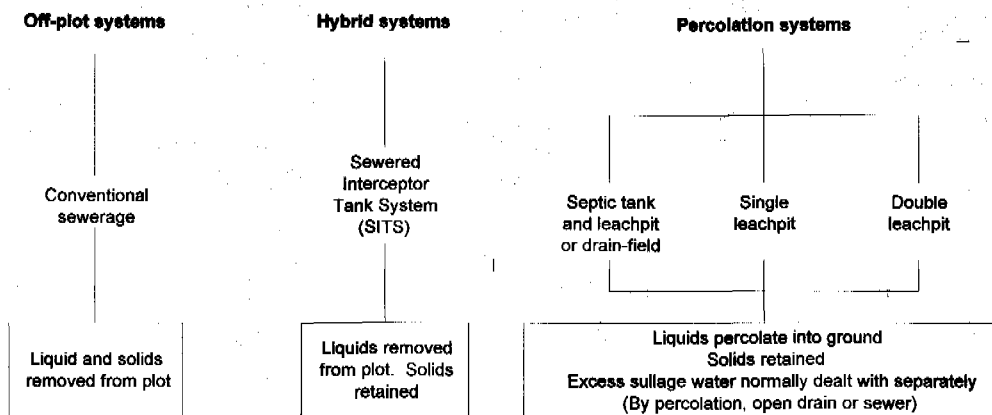 Off-plot systems
Hybrid systems
Percolation systems
Conventional
sewerage
Sewered
Interceptor
Tank System
(SITS)
Septic tank
and leachpit
or drain-field
Single
leachpit
Double
leachpit
Liquid and solids
removed from plot
Liquids removed
from plot. Solids
retained
Liquids percolate into ground
Solids retained
Excess sullage water normally dealt with separately
(By percolation, open drain or sewer)